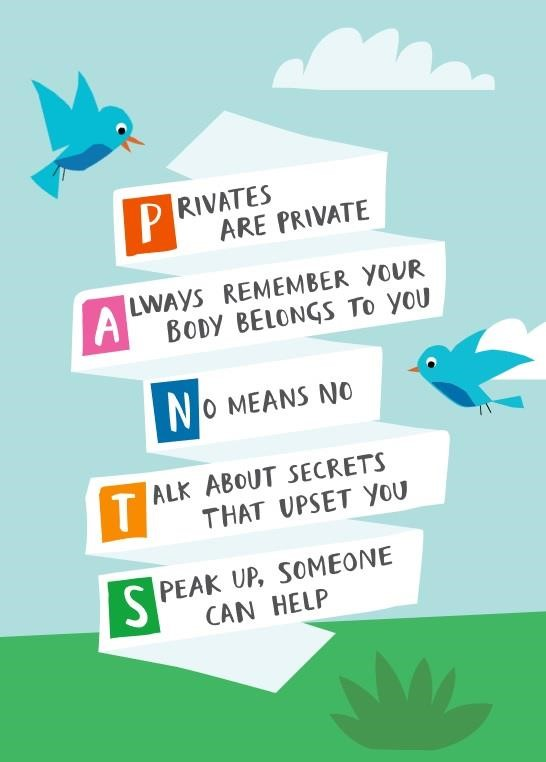 PRIVATES
ARE PRIVATE
ALWAYS REMEMBER YOUR
BODY BELONGS TO YOU
NO MEANS NO
TALK ABOUT SECRETS
THAT UPSET YOU
SPEAK UP, SOMEONE
CAN HELP